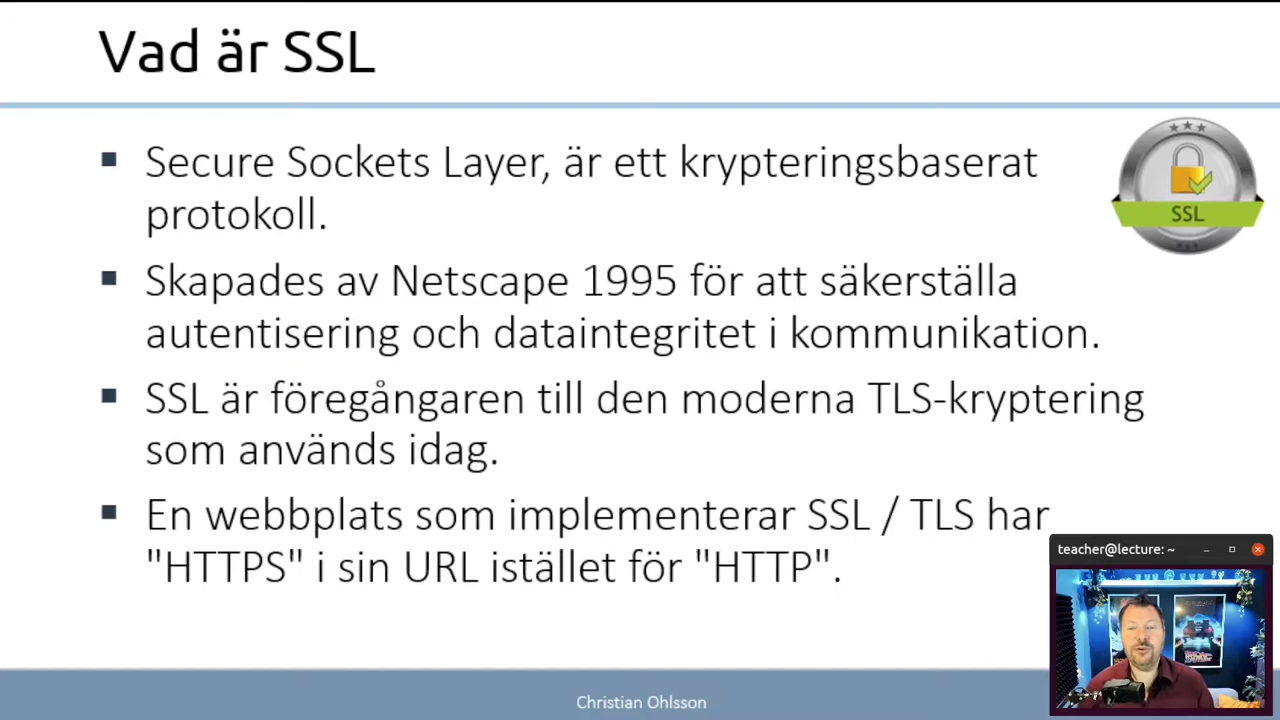 Vad är SSL
▪ Secure Sockets Layer, är ett krypteringsbaserat
protokoll.
SSL
▪ Skapades av Netscape 1995 för att säkerställa
autentisering och dataintegritet i kommunikation.
▪ SSL är föregångaren till den moderna TLS-kryptering
som används idag.
▪ En webbplats som implementerar SSL / TLS har
"HTTPS" i sin URL istället för "HTTP".
teacher@lecture: ~
Christian Ohlsson